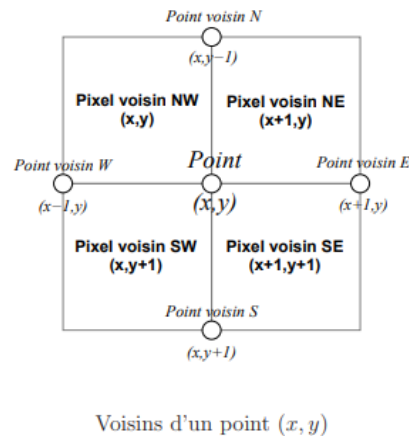 Point voisin N
(x,y−1)
Pixel voisin NW
(x,y)
Pixel voisin NE
(x+1,y)
Point voisin W
Point
Point voisin E
(x−1,y)
(x,y)
(x+1,y)
Pixel voisin SW
(x,y+1)
Pixel voisin SE
(x+1,y+1)
Point voisin S
(x,y+1)
Voisins d'un point (x, y)